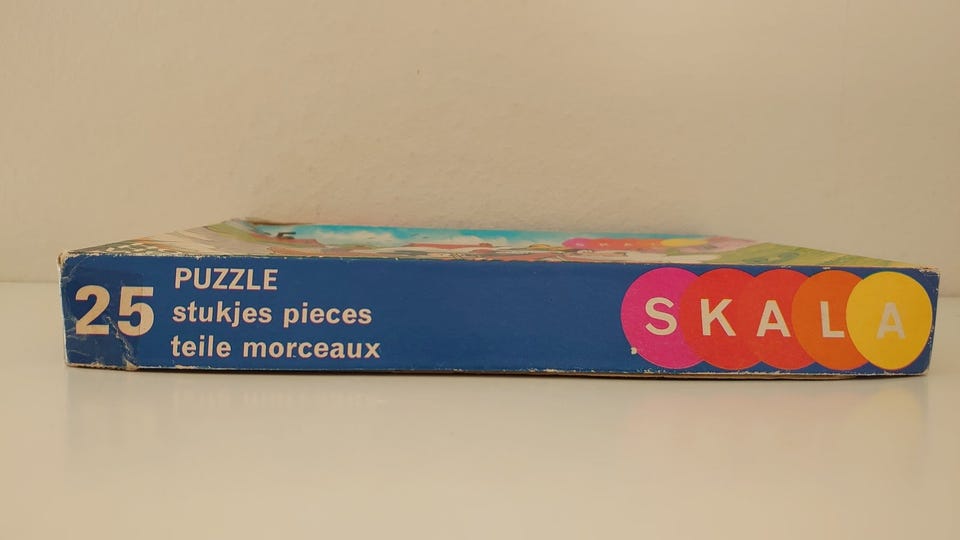 25
PUZZLE
stukjes pieces
teile morceaux
SKALA